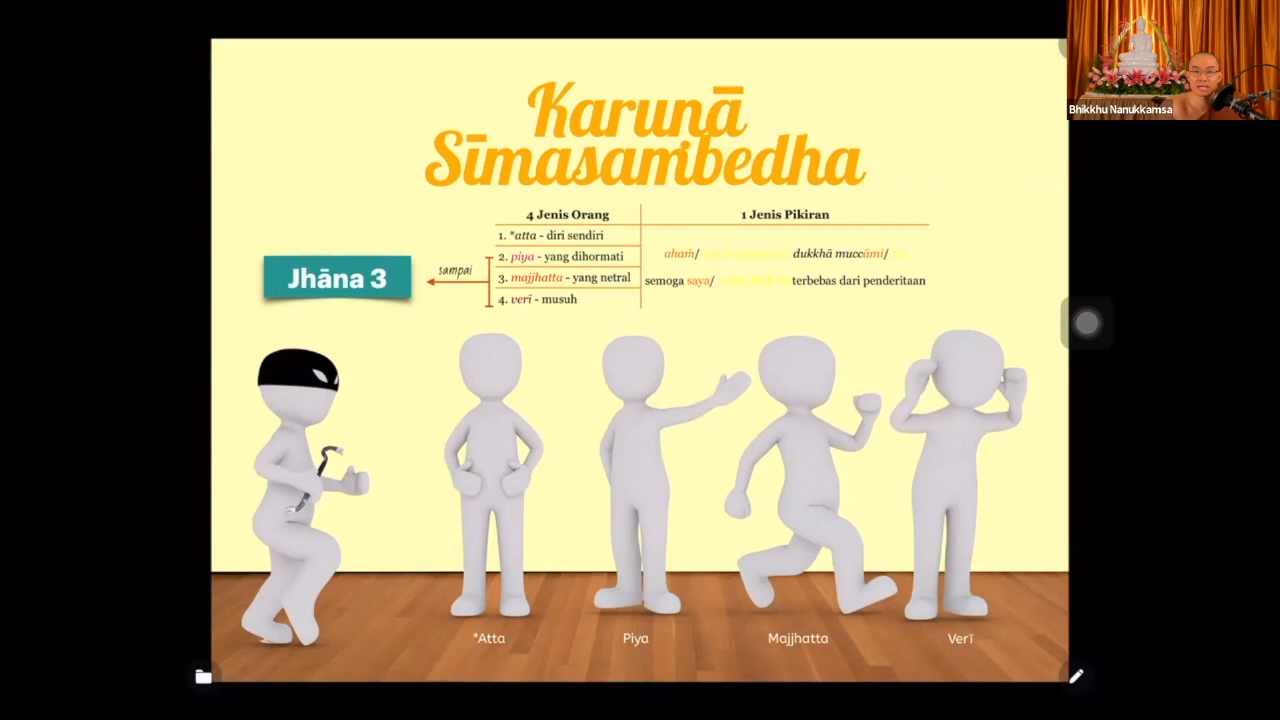 Bhikkhu Nanukkamsa
Karuṇā
Sīmasaṁbedha
4 Jenis Orang
1 Jenis Pikiran
1. *atta - diri sendiri
2. piya - yang dihormati
3. majjhatta - yang netral
4. verī - musuh
ahaṁ/ dukkhā muccāmi/
semoga saya/ terbebas dari penderitaan
Jhāna 3
sampai
*Atta
Piya
Majjhatta
Verī